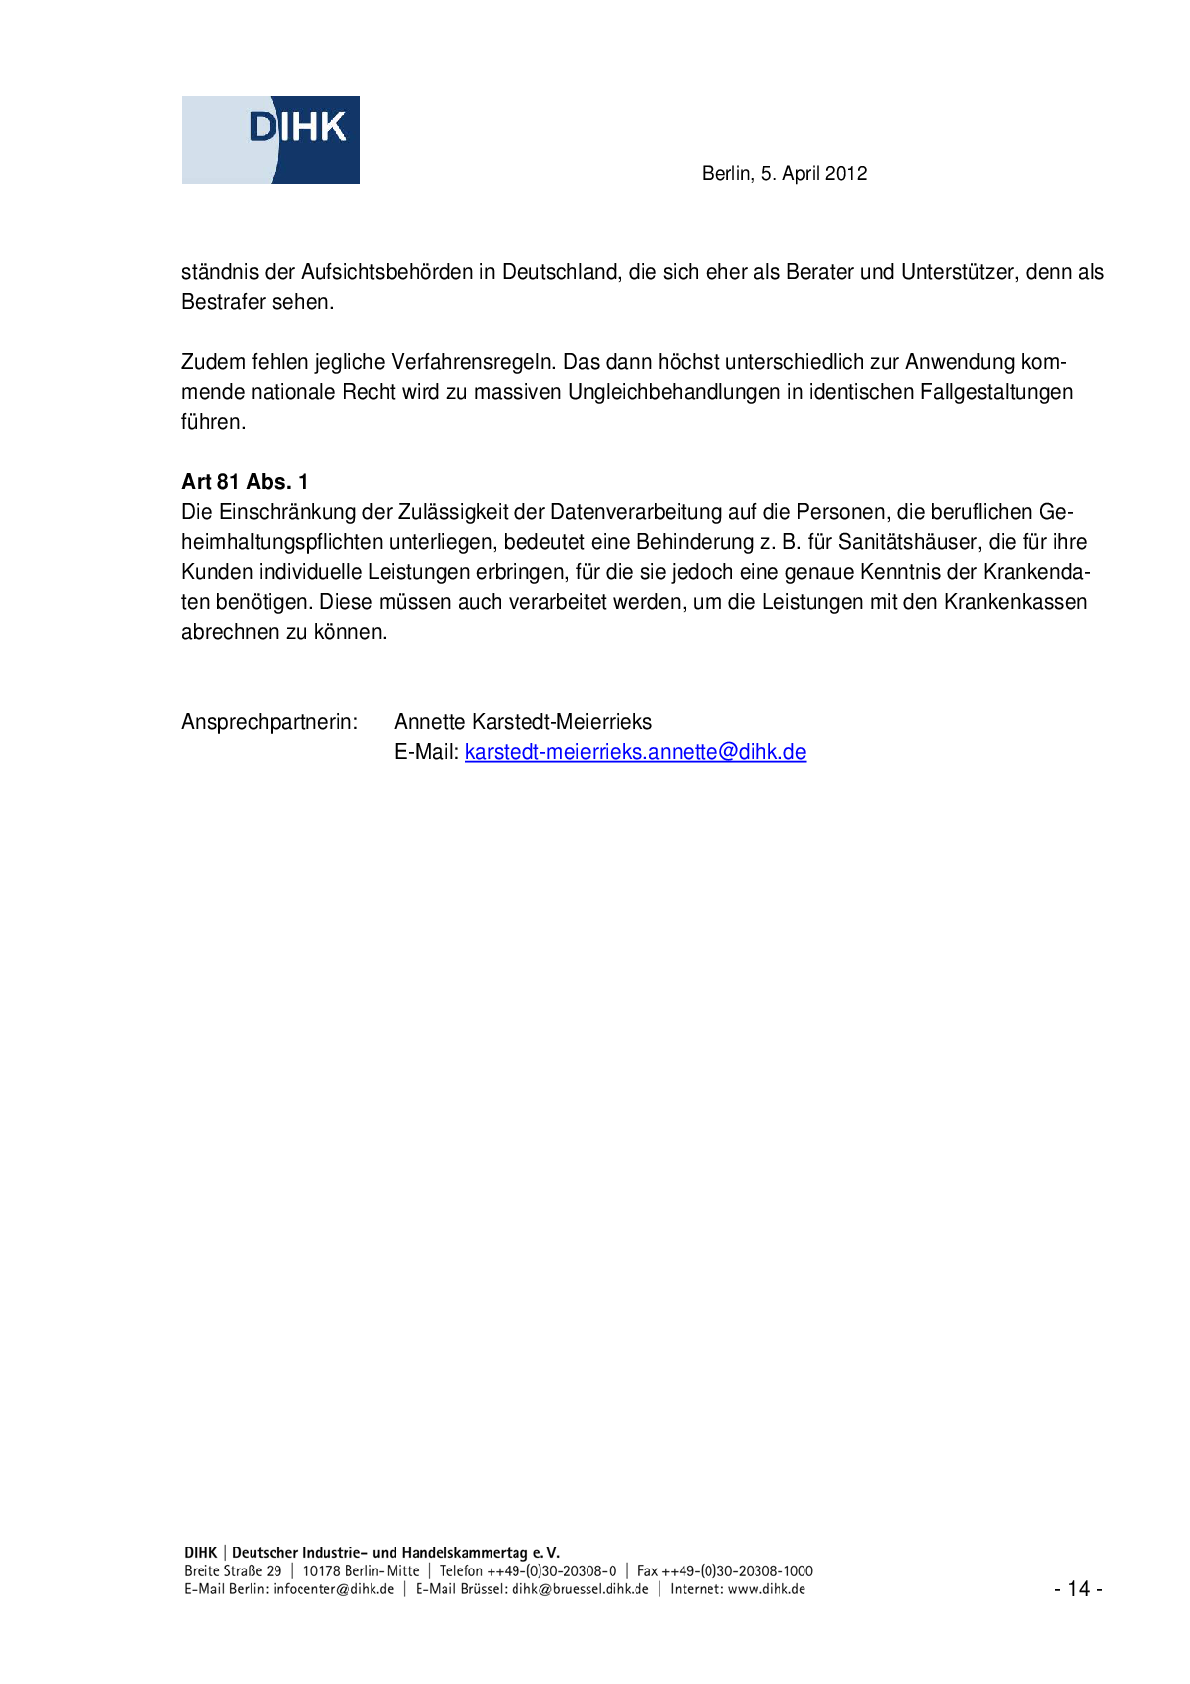 DIHK
Berlin, 5. April 2012
ständnis der Aufsichtsbehörden in Deutschland, die sich eher als Berater und Unterstützer, denn als
Bestrafer sehen.
Zudem fehlen jegliche Verfahrensregeln. Das dann höchst unterschiedlich zur Anwendung kom-
mende nationale Recht wird zu massiven Ungleichbehandlungen in identischen Fallgestaltungen
führen.
Art 81 Abs. 1
Die Einschränkung der Zulässigkeit der Datenverarbeitung auf die Personen, die beruflichen Ge-
heimhaltungspflichten unterliegen, bedeutet eine Behinderung z. B. für Sanitätshäuser, die für ihre
Kunden individuelle Leistungen erbringen, für die sie jedoch eine genaue Kenntnis der Krankenda-
ten benötigen. Diese müssen auch verarbeitet werden, um die Leistungen mit den Krankenkassen
abrechnen zu können.
Ansprechpartnerin: Annette Karstedt-Meierrieks
E-Mail: karstedt-meierrieks.annette@dihk.de
DIHK | Deutscher Industrie- und Handelskammertag e. V.
Breite Straße 29 | 10178 Berlin-Mitte | Telefon ++49-(0)30-20308-0 | Fax ++49-(0)30-20308-1000
E-Mail Berlin: infocenter@dihk.de | E-Mail Brüssel: dihk@bruessel.dihk.de | Internet: www.dihk.de
- 14 -